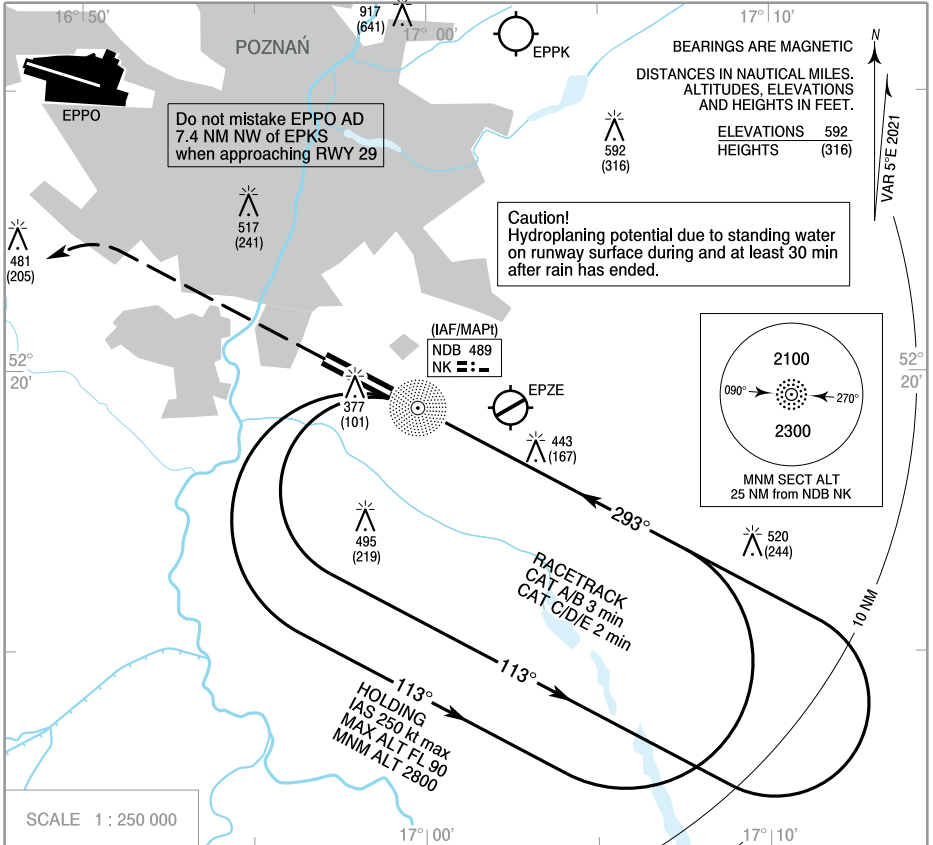 16° 50'
917
(641)
17° 00'
17° 10'
POZNAŃ
EPPK
BEARINGS ARE MAGNETIC
DISTANCES IN NAUTICAL MILES.
ALTITUDES, ELEVATIONS
AND HEIGHTS IN FEET.
ELEVATIONS 592
HEIGHTS (316)
N
VAR 5°E 2021
EPPO
Do not mistake EPPO AD
7.4 NM NW of EPKS
when approaching RWY 29
592
(316)
517
(241)
481
(205)
Caution!
Hydroplaning potential due to standing water
on runway surface during and at least 30 min
after rain has ended.
(IAF/MAPt)
NDB 489
NK
52°
20'
52°
20'
377
(101)
EPZE
443
(167)
2100
090°
270°
2300
MNM SECT ALT
25 NM from NDB NK
495
(219)
293°
520
(244)
RACETRACK
CAT A/B 3 min
CAT C/D/E 2 min
10 NM
113°
113°
HOLDING
IAS 250 kt max
MAX ALT FL 90
MNM ALT 2800
SCALE 1 : 250 000
17° 00'
17° 10'